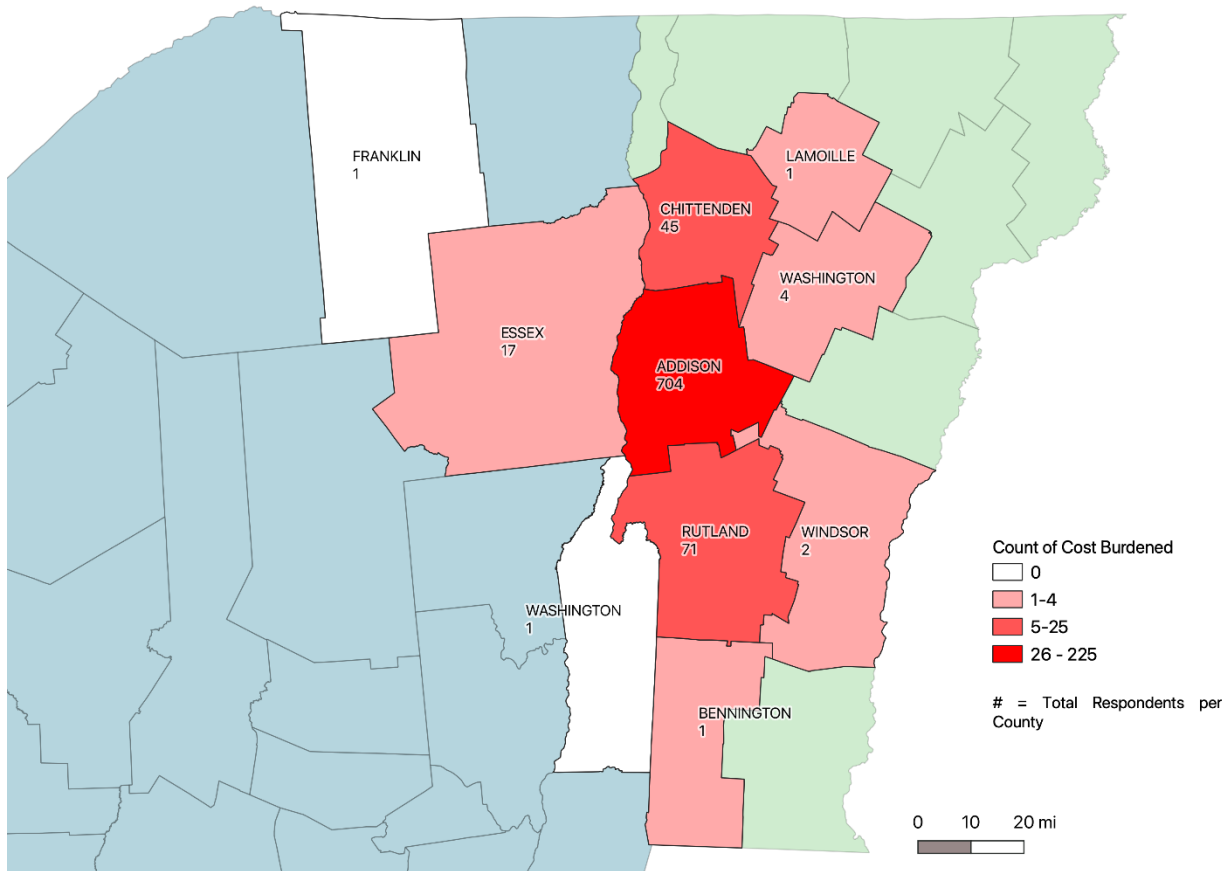 FRANKLIN
1
LAMOILLE
1
CHITTENDEN
45
WASHINGTON
4
ESSEX
17
ADDISON
704
RUTLAND
71
WINDSOR
2
WASHINGTON
1
BENNINGTON
1
Count of Cost Burdened
0
1-4
5-25
26 - 225
# = Total Respondents per
County
0 10 20 mi